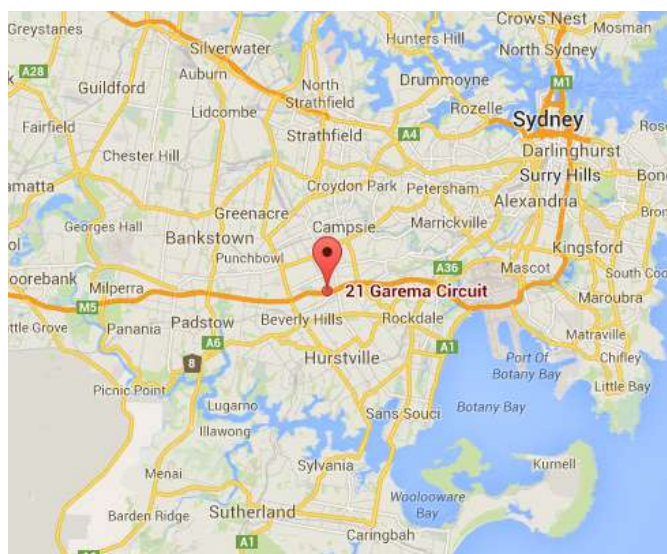 Greystanes
Silverwater
Hunters Hill
Crows Nest
Mosman
A28
Auburn
North Sydney
Guildford
North
Strathfield
Drummoyne
M1
Lidcombe
Rozelle
Sydney
Fairfield
Strathfield
A4
Chester Hill
Darlinghurst
Croydon Park
Petersham
Surry Hills
amatta
Greenacre
Alexandria
Georges Hall
Campsie
Marrickville
Bankstown
Punchbowl
Kingsford
A36
Mascot
South Coo
oorebank
Milperra
21 Garema Circuit
M5
Maroubra
ttle Grove
Panania
Padstow
Beverly Hills
Rockdale
Matraville
A6
A1
Hurstville
Port Of
Botany Bay
Chifley
8
Little Bay
Picnic Point
Lugarno
Sans Souci
Botany Bay
Illawong
Sylvania
Kurnell
Menai
Woolooware
Bay
Barden Ridge
Sutherland
Caringbah
A1